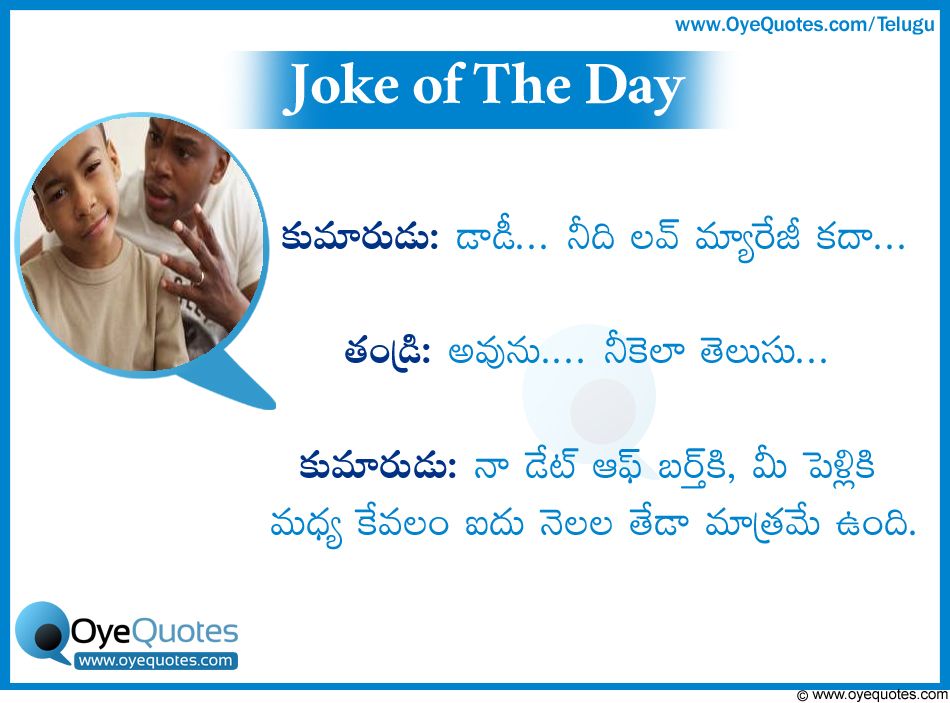 www.OyeQuotes.com/Telugu
Joke of The Day
కుమారుడు: డాడీ... నీది లవ్ మ్యారేజీ కదా...
తండ్రి: అవును.... నీకెలా తెలుసు...
కుమారుడు: నా డేట్ ఆఫ్ బర్త్‌కి, మీ పెళ్లికి
మధ్య కేవలం ఐదు నెలల తేడా మాత్రమే ఉంది.
OyeQuotes
www.oyequotes.com
© www.oyequotes.com